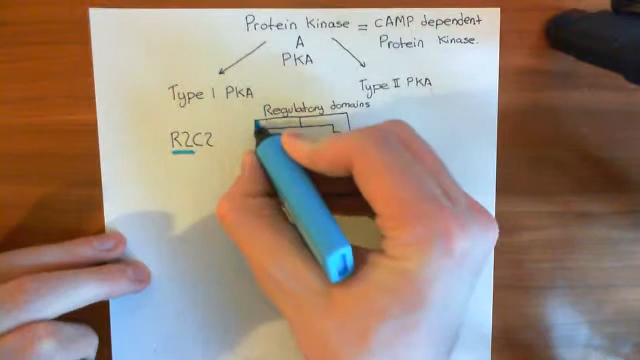 Protein Kinase = cAMP dependent
A Protein Kinase.
PKA
Type I PKA
Type II PKA
Regulatory domains
R2C2